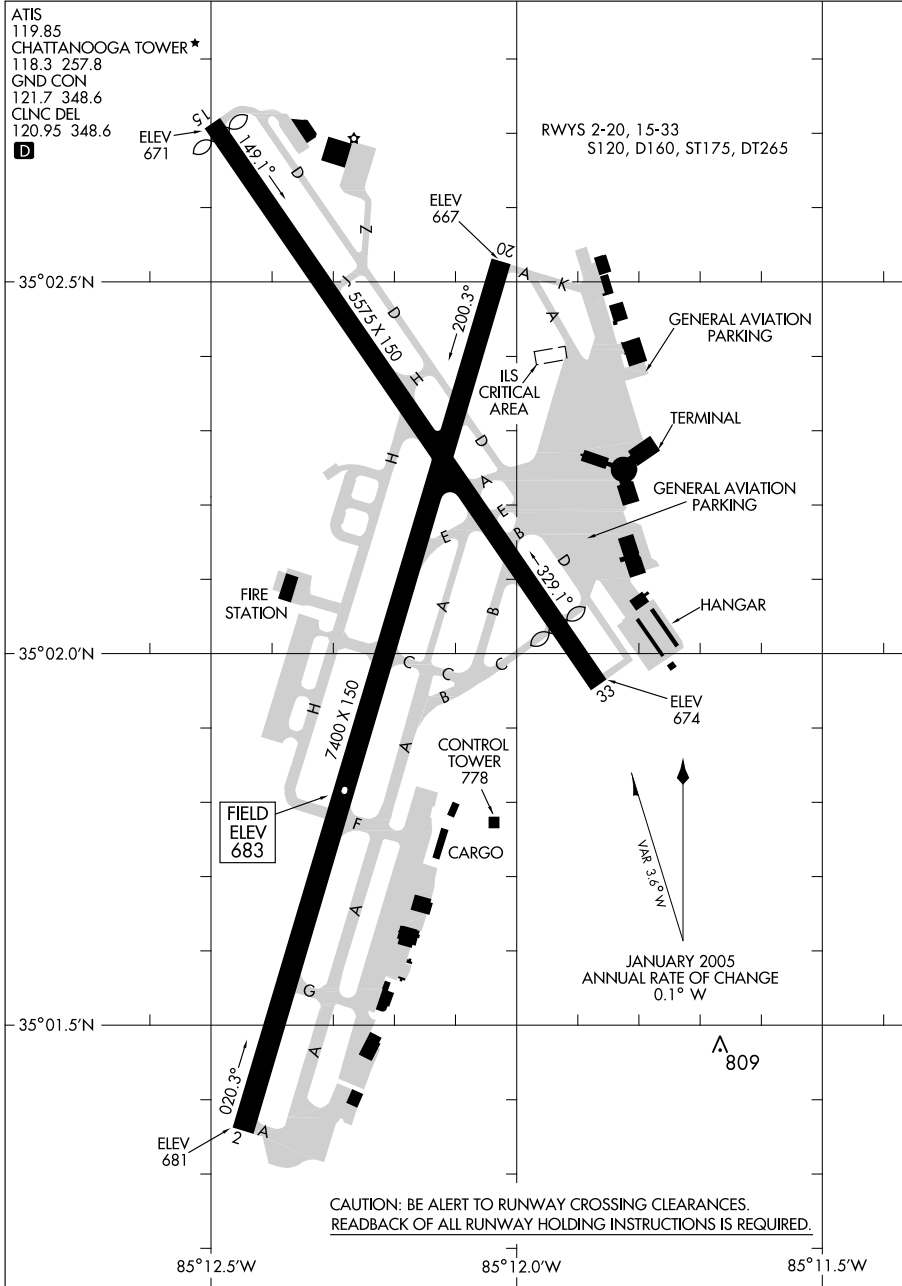 ATIS
119.85
CHATTANOOGA TOWER
118.3 257.8
GND CON
121.7 348.6
CLNC DEL
120.95 348.6
D
15
ELEV
671
149.1°
D
Z
RWYS 2-20, 15-33
S120, D160, ST175, DT265
ELEV
667
20
A
K
A
35°02.5'N
J
5575 X 150
D
200.3°
GENERAL AVIATION
PARKING
ILS
CRITICAL
AREA
H
TERMINAL
D
H
A
GENERAL AVIATION
PARKING
E
B
E
D
329.1°
FIRE
STATION
A
B
HANGAR
35°02.0'N
C
C
C
B
33
ELEV
674
H
7400 X 150
A
CONTROL
TOWER
778
FIELD
ELEV
683
F
CARGO
VAR 3.6° W
A
JANUARY 2005
ANNUAL RATE OF CHANGE
0.1° W
G
35°01.5'N
A
809
020.3°
2
A
ELEV
681
CAUTION: BE ALERT TO RUNWAY CROSSING CLEARANCES.
READBACK OF ALL RUNWAY HOLDING INSTRUCTIONS IS REQUIRED.
85°12.5'W
85°12.0'W
85°11.5'W